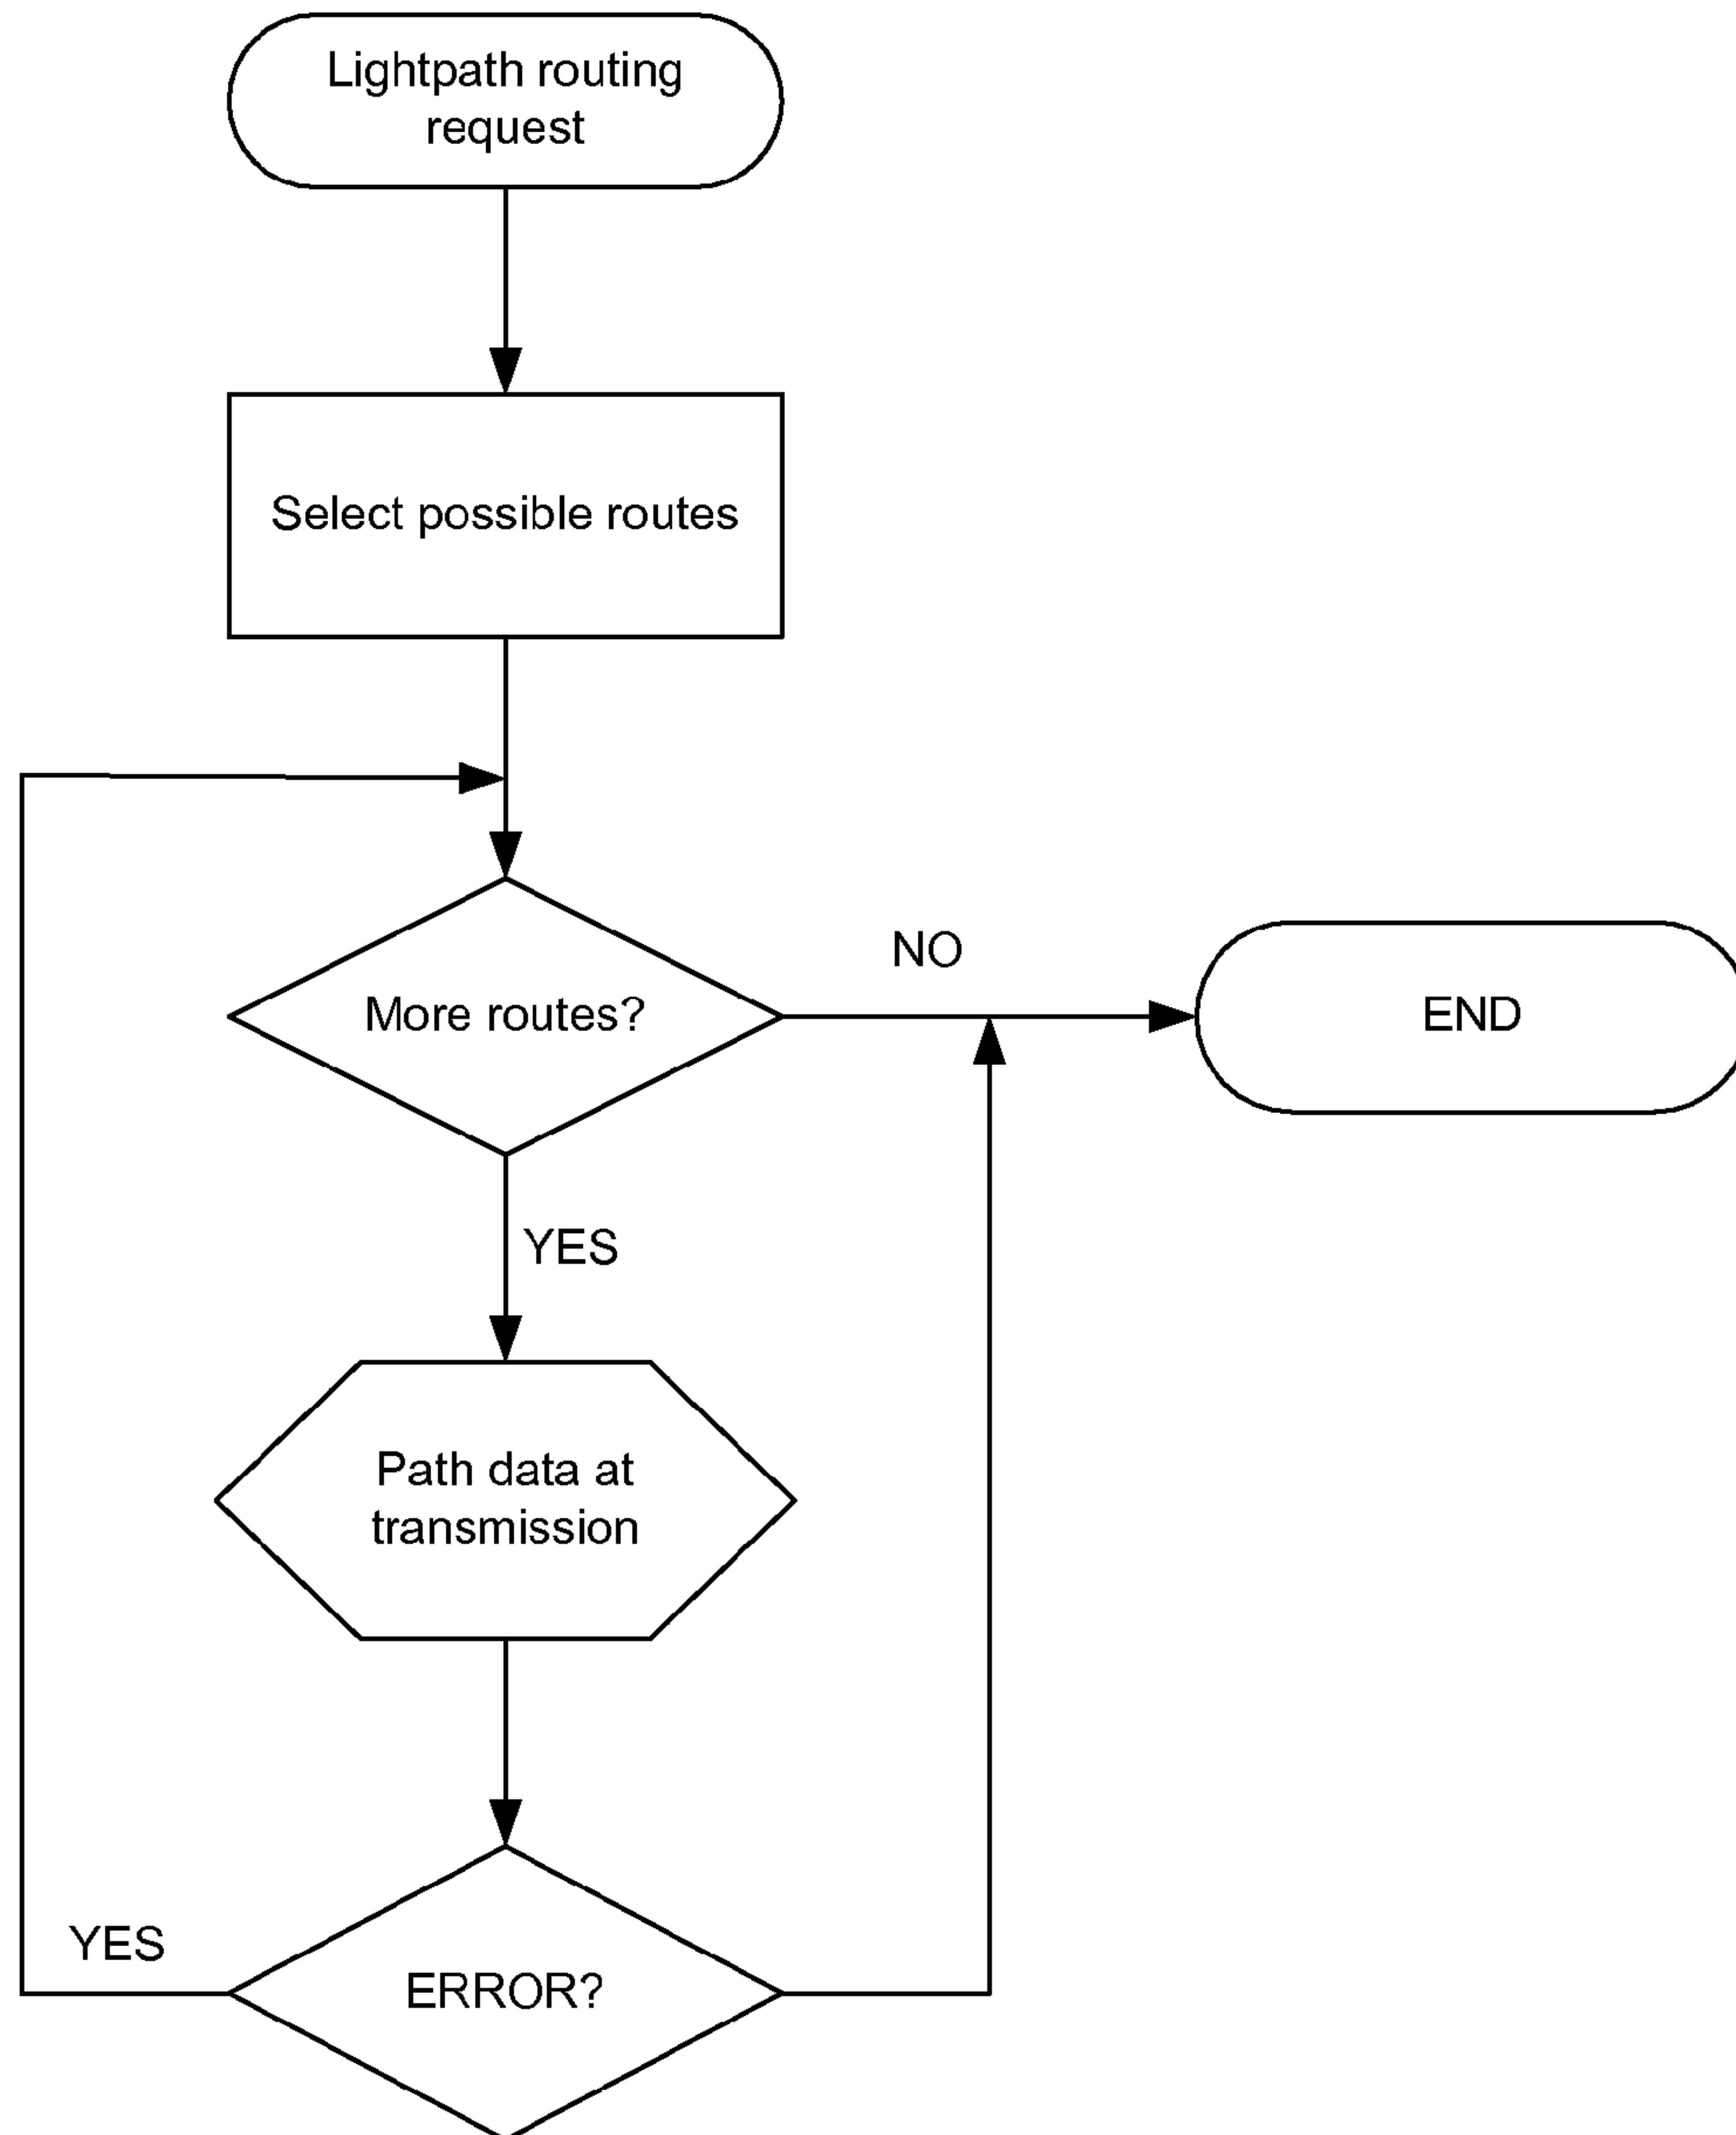 Lightpath routing
request
Select possible routes
More routes?
NO
END
YES
Path data at
transmission
YES
ERROR?